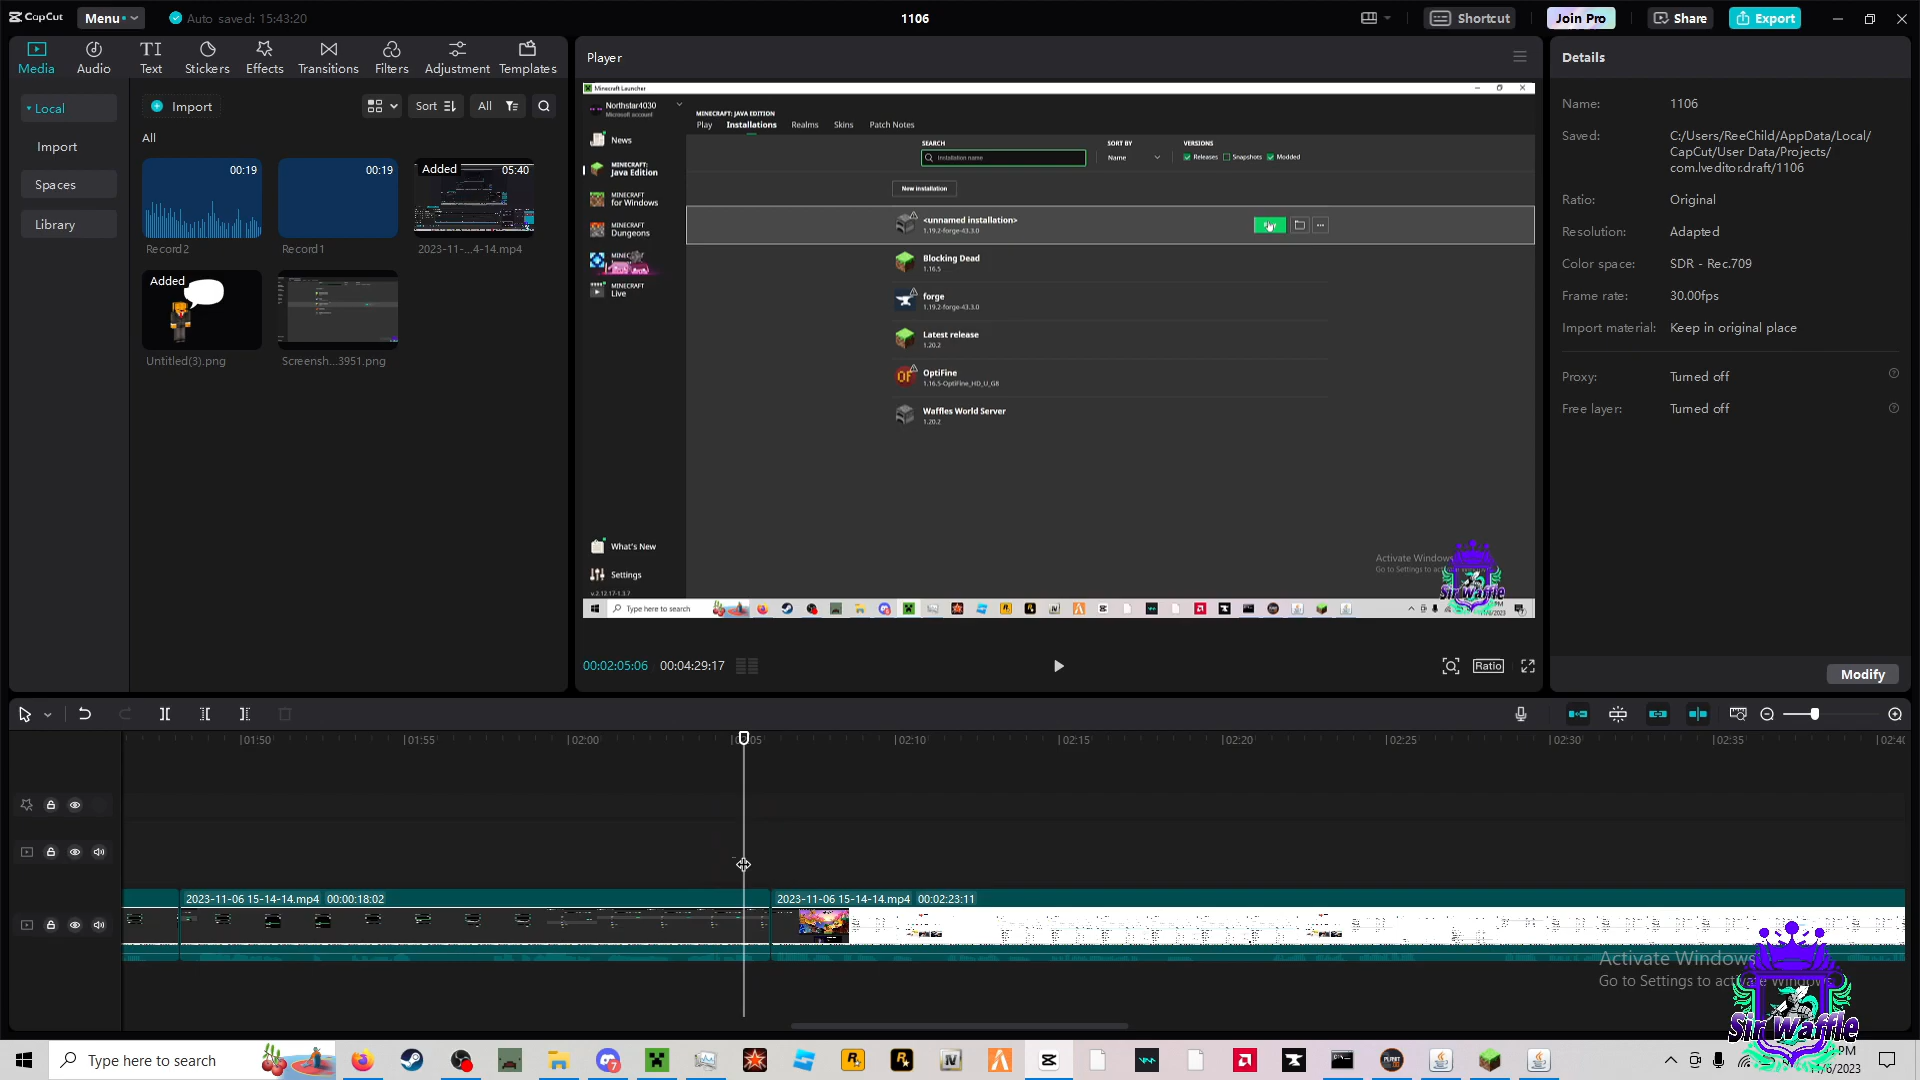 CapCut
Menu
Auto saved: 15:43:20
1106
Shortcut
Join Pro
Share
Export
Media
Audio
Text
Stickers
Effects
Transitions
Filters
Adjustment
Templates
Local
Import
Spaces
Library
Import
Sort
All
All
00:19
Record2
00:19
Record1
Added
05:40
2023-11-...4-14.mp4
Added
Untitled(3).png
Screensh...3951.png
Player
Minecraft Launcher
Northstar4030
Microsoft account
News
MINECRAFT:
Java Edition
MINECRAFT
for Windows
MINECRAFT
Dungeons
MINECRAFT
Live
What's New
Settings
v.2.12.17-1.3.7
MINECRAFT: JAVA EDITION
Play
Installations
Realms
Skins
Patch Notes
SEARCH
Installation name
SORT BY
Name
VERSIONS
Releases
Snapshots
Modded
New installation
<unnamed installation>
1.19.2-forge-43.3.0
Blocking Dead
1.16.5
forge
1.19.2-forge-43.3.0
Latest release
1.20.2
OptiFine
1.16.5-OptiFine_HD_U_G8
Waffles World Server
1.20.2
Activate Windows
Go to Settings to
Sir Waffle
Type here to search
00:02:05:06
00:04:29:17
Ratio
Details
Name:
1106
Saved:
C:/Users/ReeChild/AppData/Local/
CapCut/User Data/Projects/
com.lveditor.draft/1106
Ratio:
Original
Resolution:
Adapted
Color space:
SDR - Rec.709
Frame rate:
30.00fps
Import material:
Keep in original place
Proxy:
Turned off
Free layer:
Turned off
Modify
01:50
01:55
02:00
02:05
02:10
02:15
02:20
02:25
02:30
02:35
02:40
2023-11-06 15-14-14.mp4 00:00:18:02
2023-11-06 15-14-14.mp4 00:02:23:11
Activate Windows
Go to Settings to activate Windows.
Sir Waffle
Type here to search
PM
11/6/2023